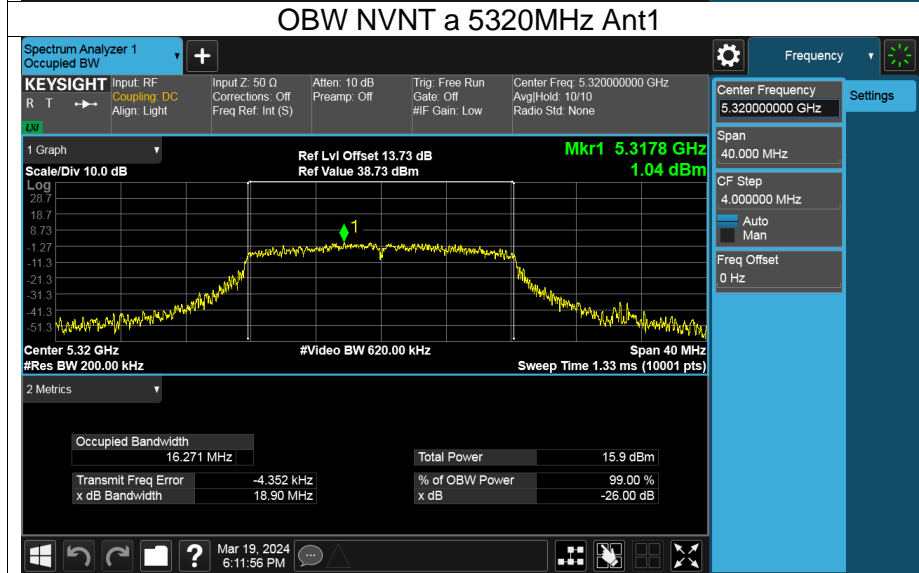 OBW NVNT a 5320MHz Ant1
Spectrum Analyzer 1
Occupied BW
+
Frequency
KEYSIGHT
R T
LXI
Input: RF
Coupling: DC
Align: Light
Input Z: 50 Ω
Corrections: Off
Freq Ref: Int (S)
Atten: 10 dB
Preamp: Off
Trig: Free Run
Gate: Off
#IF Gain: Low
Center Freq: 5.320000000 GHz
Avg|Hold: 10/10
Radio Std: None
Center Frequency
5.320000000 GHz
Settings
Span
40.000 MHz
CF Step
4.000000 MHz
Auto
Man
Freq Offset
0 Hz
1 Graph
Scale/Div 10.0 dB
Ref Lvl Offset 13.73 dB
Ref Value 38.73 dBm
Mkr1 5.3178 GHz
1.04 dBm
Log
28.7
18.7
8.73
-1.27
-11.3
-21.3
-31.3
-41.3
-51.3
1
Center 5.32 GHz
#Res BW 200.00 kHz
#Video BW 620.00 kHz
Span 40 MHz
Sweep Time 1.33 ms (10001 pts)
2 Metrics
Occupied Bandwidth
16.271 MHz
Transmit Freq Error -4.352 kHz
x dB Bandwidth 18.90 MHz
Total Power 15.9 dBm
% of OBW Power 99.00 %
x dB -26.00 dB
?
Mar 19, 2024
6:11:56 PM